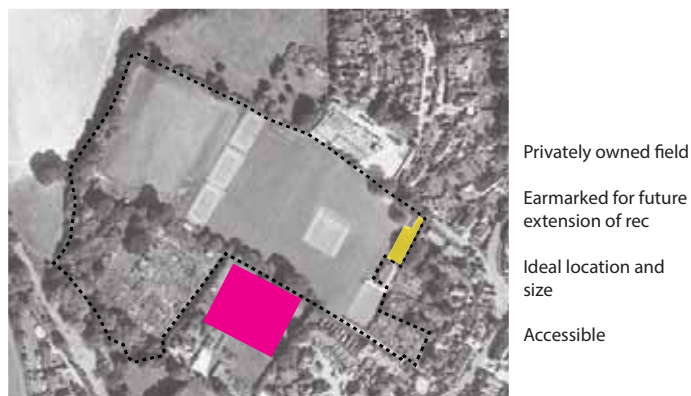 Privately owned field
Earmarked for future
extension of rec
Ideal location and
size
Accessible